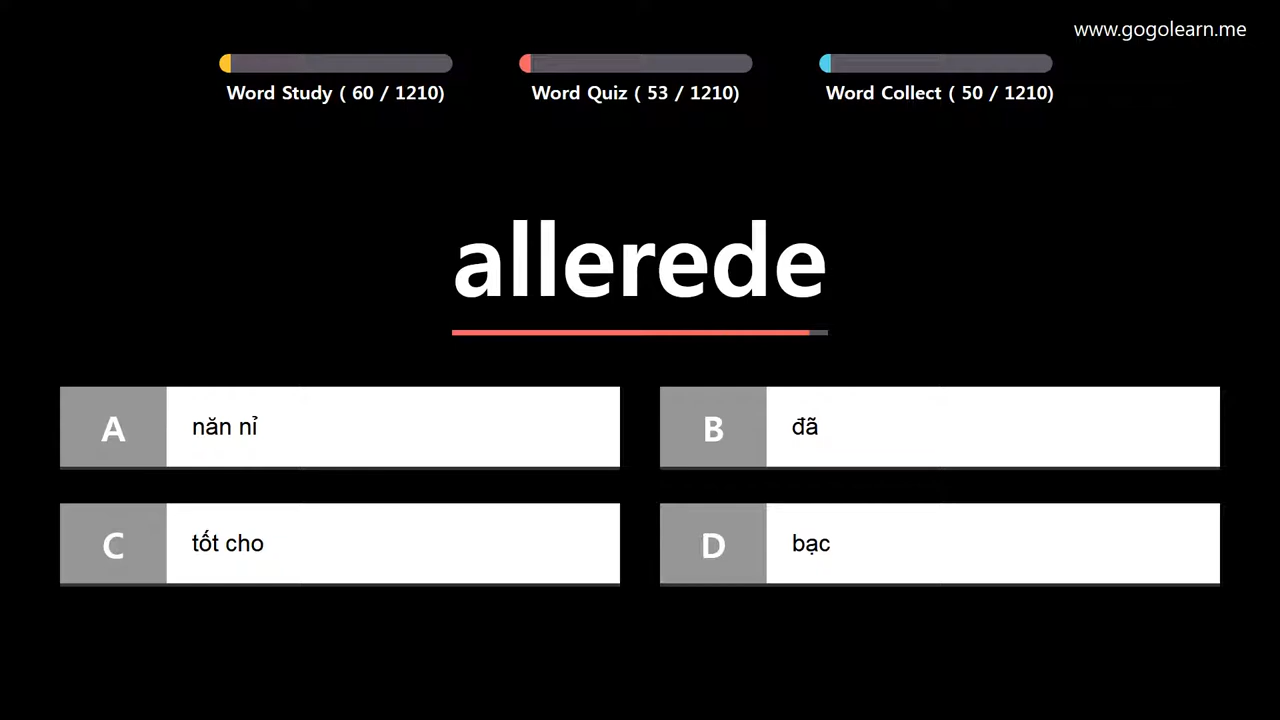 www.gogolearn.me
Word Study ( 60 / 1210)
Word Quiz ( 53 / 1210)
Word Collect ( 50 / 1210)
allerede
A năn nỉ
B đã
C tốt cho
D bạc